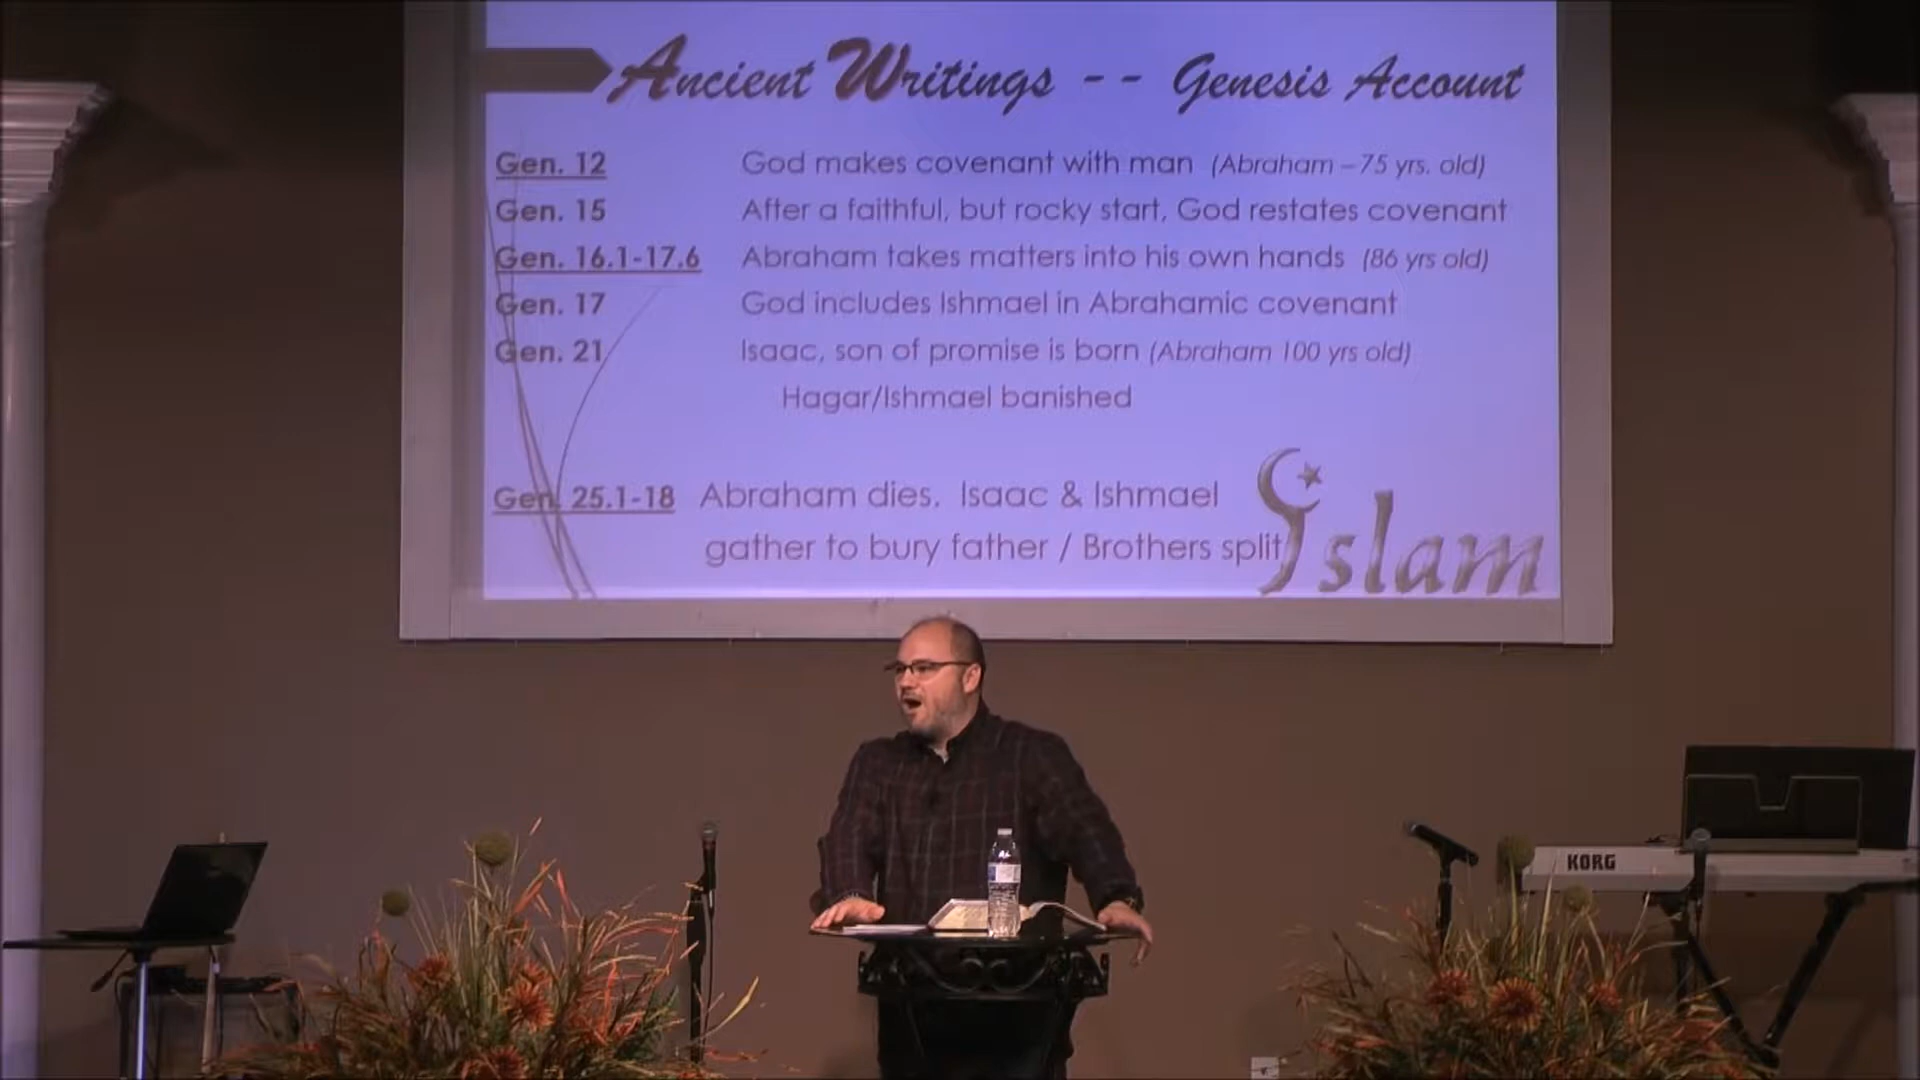 Ancient Writings -- Genesis Account
Gen. 12 God makes covenant with man (Abraham – 75 yrs. old)
Gen. 15 After a faithful, but rocky start, God restates covenant
Gen. 16.1-17.6 Abraham takes matters into his own hands (86 yrs old)
Gen. 17 God includes Ishmael in Abrahamic covenant
Gen. 21 Isaac, son of promise is born (Abraham 100 yrs old)
Hagar/Ishmael banished
Gen. 25.1-18 Abraham dies. Isaac & Ishmael
gather to bury father / Brothers split
Islam
KORG